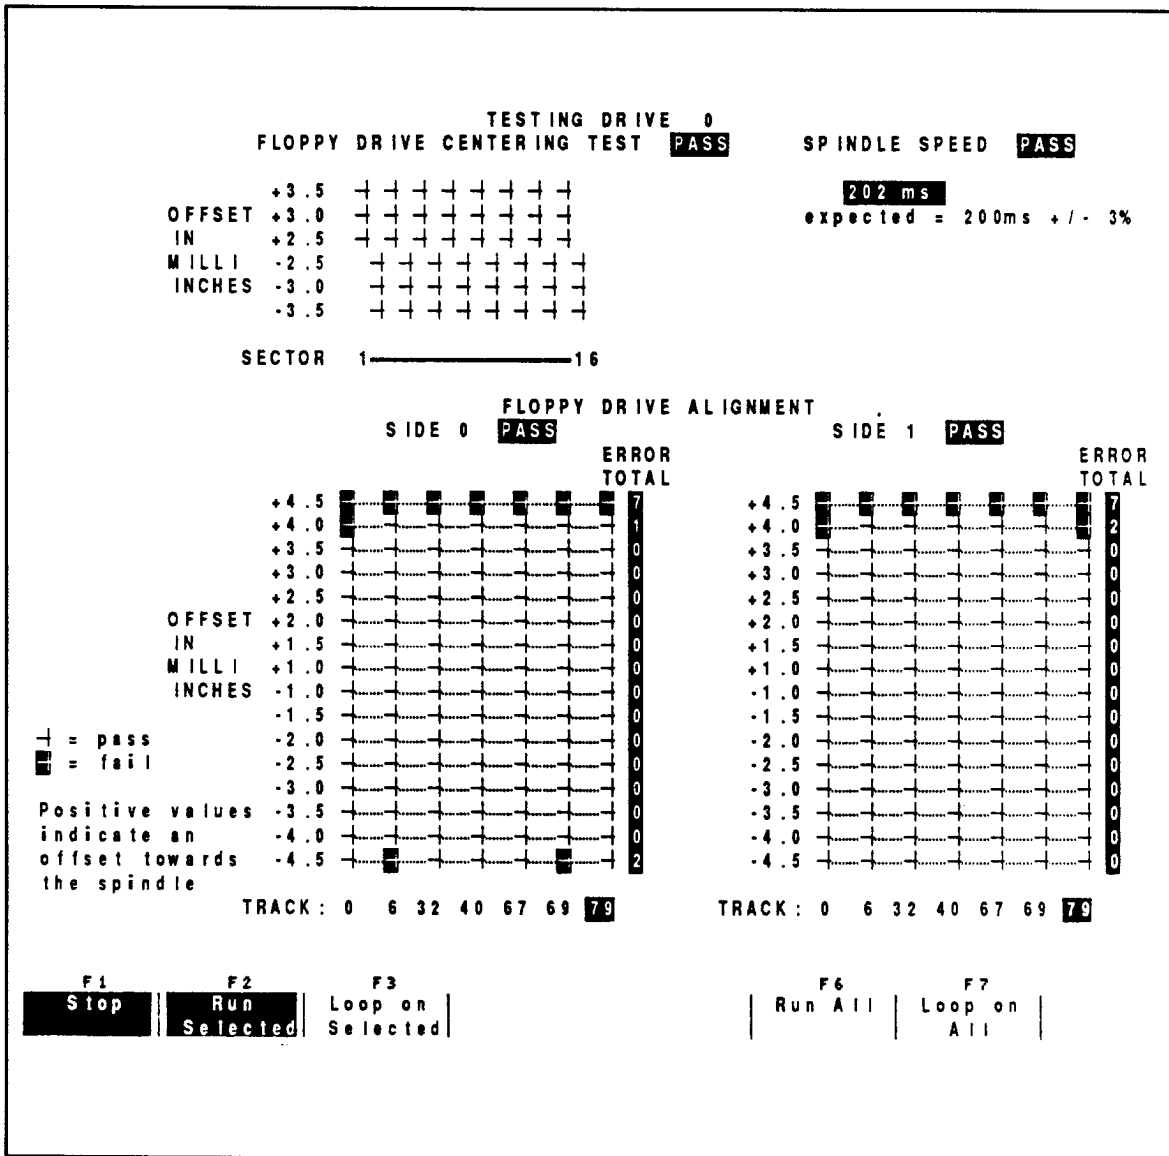 TESTING DRIVE 0
FLOPPY DRIVE CENTERING TEST PASS
SPINDLE SPEED PASS
202 ms
expected = 200ms +/- 3%
+3.5
OFFSET +3.0
IN +2.5
MILLI -2.5
INCHES -3.0
-3.5
SECTOR 1 16
FLOPPY DRIVE ALIGNMENT
SIDE 0 PASS
ERROR
TOTAL
+4.5 7
+4.0 1
+3.5 0
+3.0 0
+2.5 0
OFFSET +2.0 0
IN +1.5 0
MILLI +1.0 0
INCHES -1.0 0
-1.5 0
-2.0 0
-2.5 0
-3.0 0
-3.5 0
-4.0 0
-4.5 2
TRACK: 0 6 32 40 67 69 79
SIDE 1 PASS
ERROR
TOTAL
+4.5 7
+4.0 2
+3.5 0
+3.0 0
+2.5 0
+2.0 0
+1.5 0
+1.0 0
-1.0 0
-1.5 0
-2.0 0
-2.5 0
-3.0 0
-3.5 0
-4.0 0
-4.5 0
TRACK: 0 6 32 40 67 69 79
= pass
= fail
Positive values
indicate an
offset towards
the spindle
F1
Stop
F2
Run
Selected
F3
Loop on
Selected
F6
Run All
F7
Loop on
All